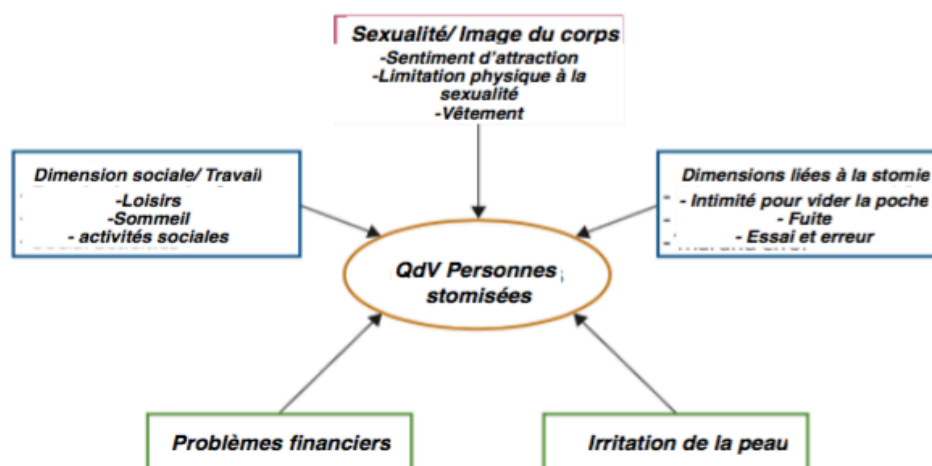 Sexualité/ Image du corps
-Sentiment d'attraction
-Limitation physique à la
sexualité
-Vêtement
Dimension sociale/ Travail
-Loisirs
-Sommeil
- activités sociales
Dimensions liées à la stomie
- Intimité pour vider la poche
- Fuite
- Essai et erreur
QdV Personnes
stomisées
Problèmes financiers
Irritation de la peau